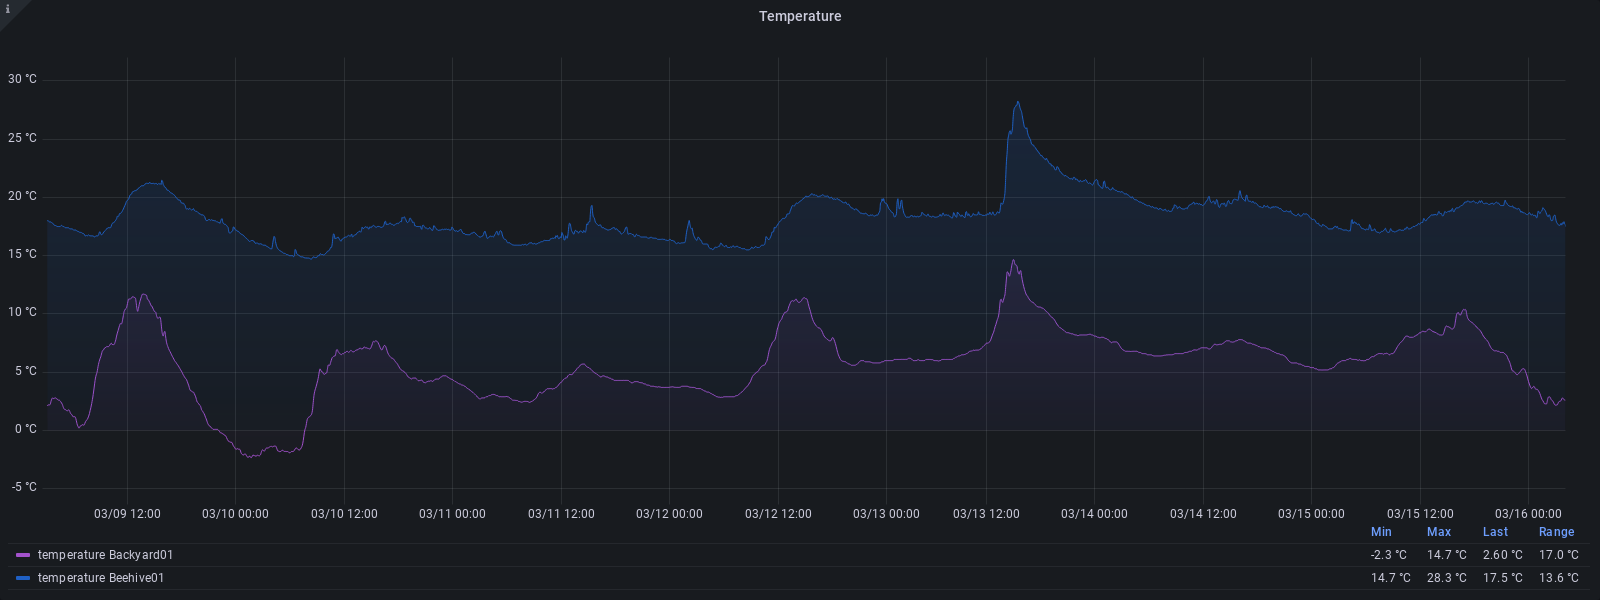 i
Temperature
30 °C
25 °C
20 °C
15 °C
10 °C
5 °C
0 °C
-5 °C
03/09 12:00 03/10 00:00 03/10 12:00 03/11 00:00 03/11 12:00 03/12 00:00 03/12 12:00 03/13 00:00 03/13 12:00 03/14 00:00 03/14 12:00 03/15 00:00 03/15 12:00 03/16 00:00
Min Max Last Range
temperature Backyard01 -2.3 °C 14.7 °C 2.60 °C 17.0 °C
temperature Beehive01 14.7 °C 28.3 °C 17.5 °C 13.6 °C